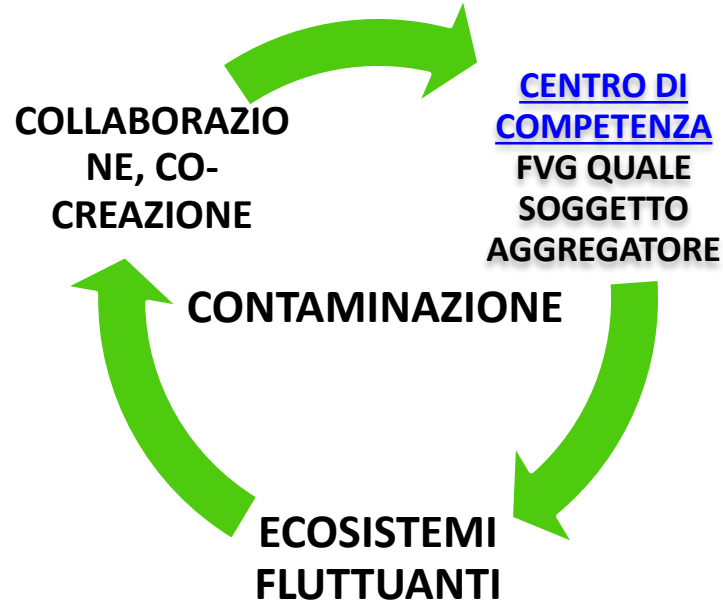 COLLABORAZIO
NE, CO-
CREAZIONE
CENTRO DI
COMPETENZA
FVG QUALE
SOGGETTO
AGGREGATORE
CONTAMINAZIONE
ECOSISTEMI
FLUTTUANTI